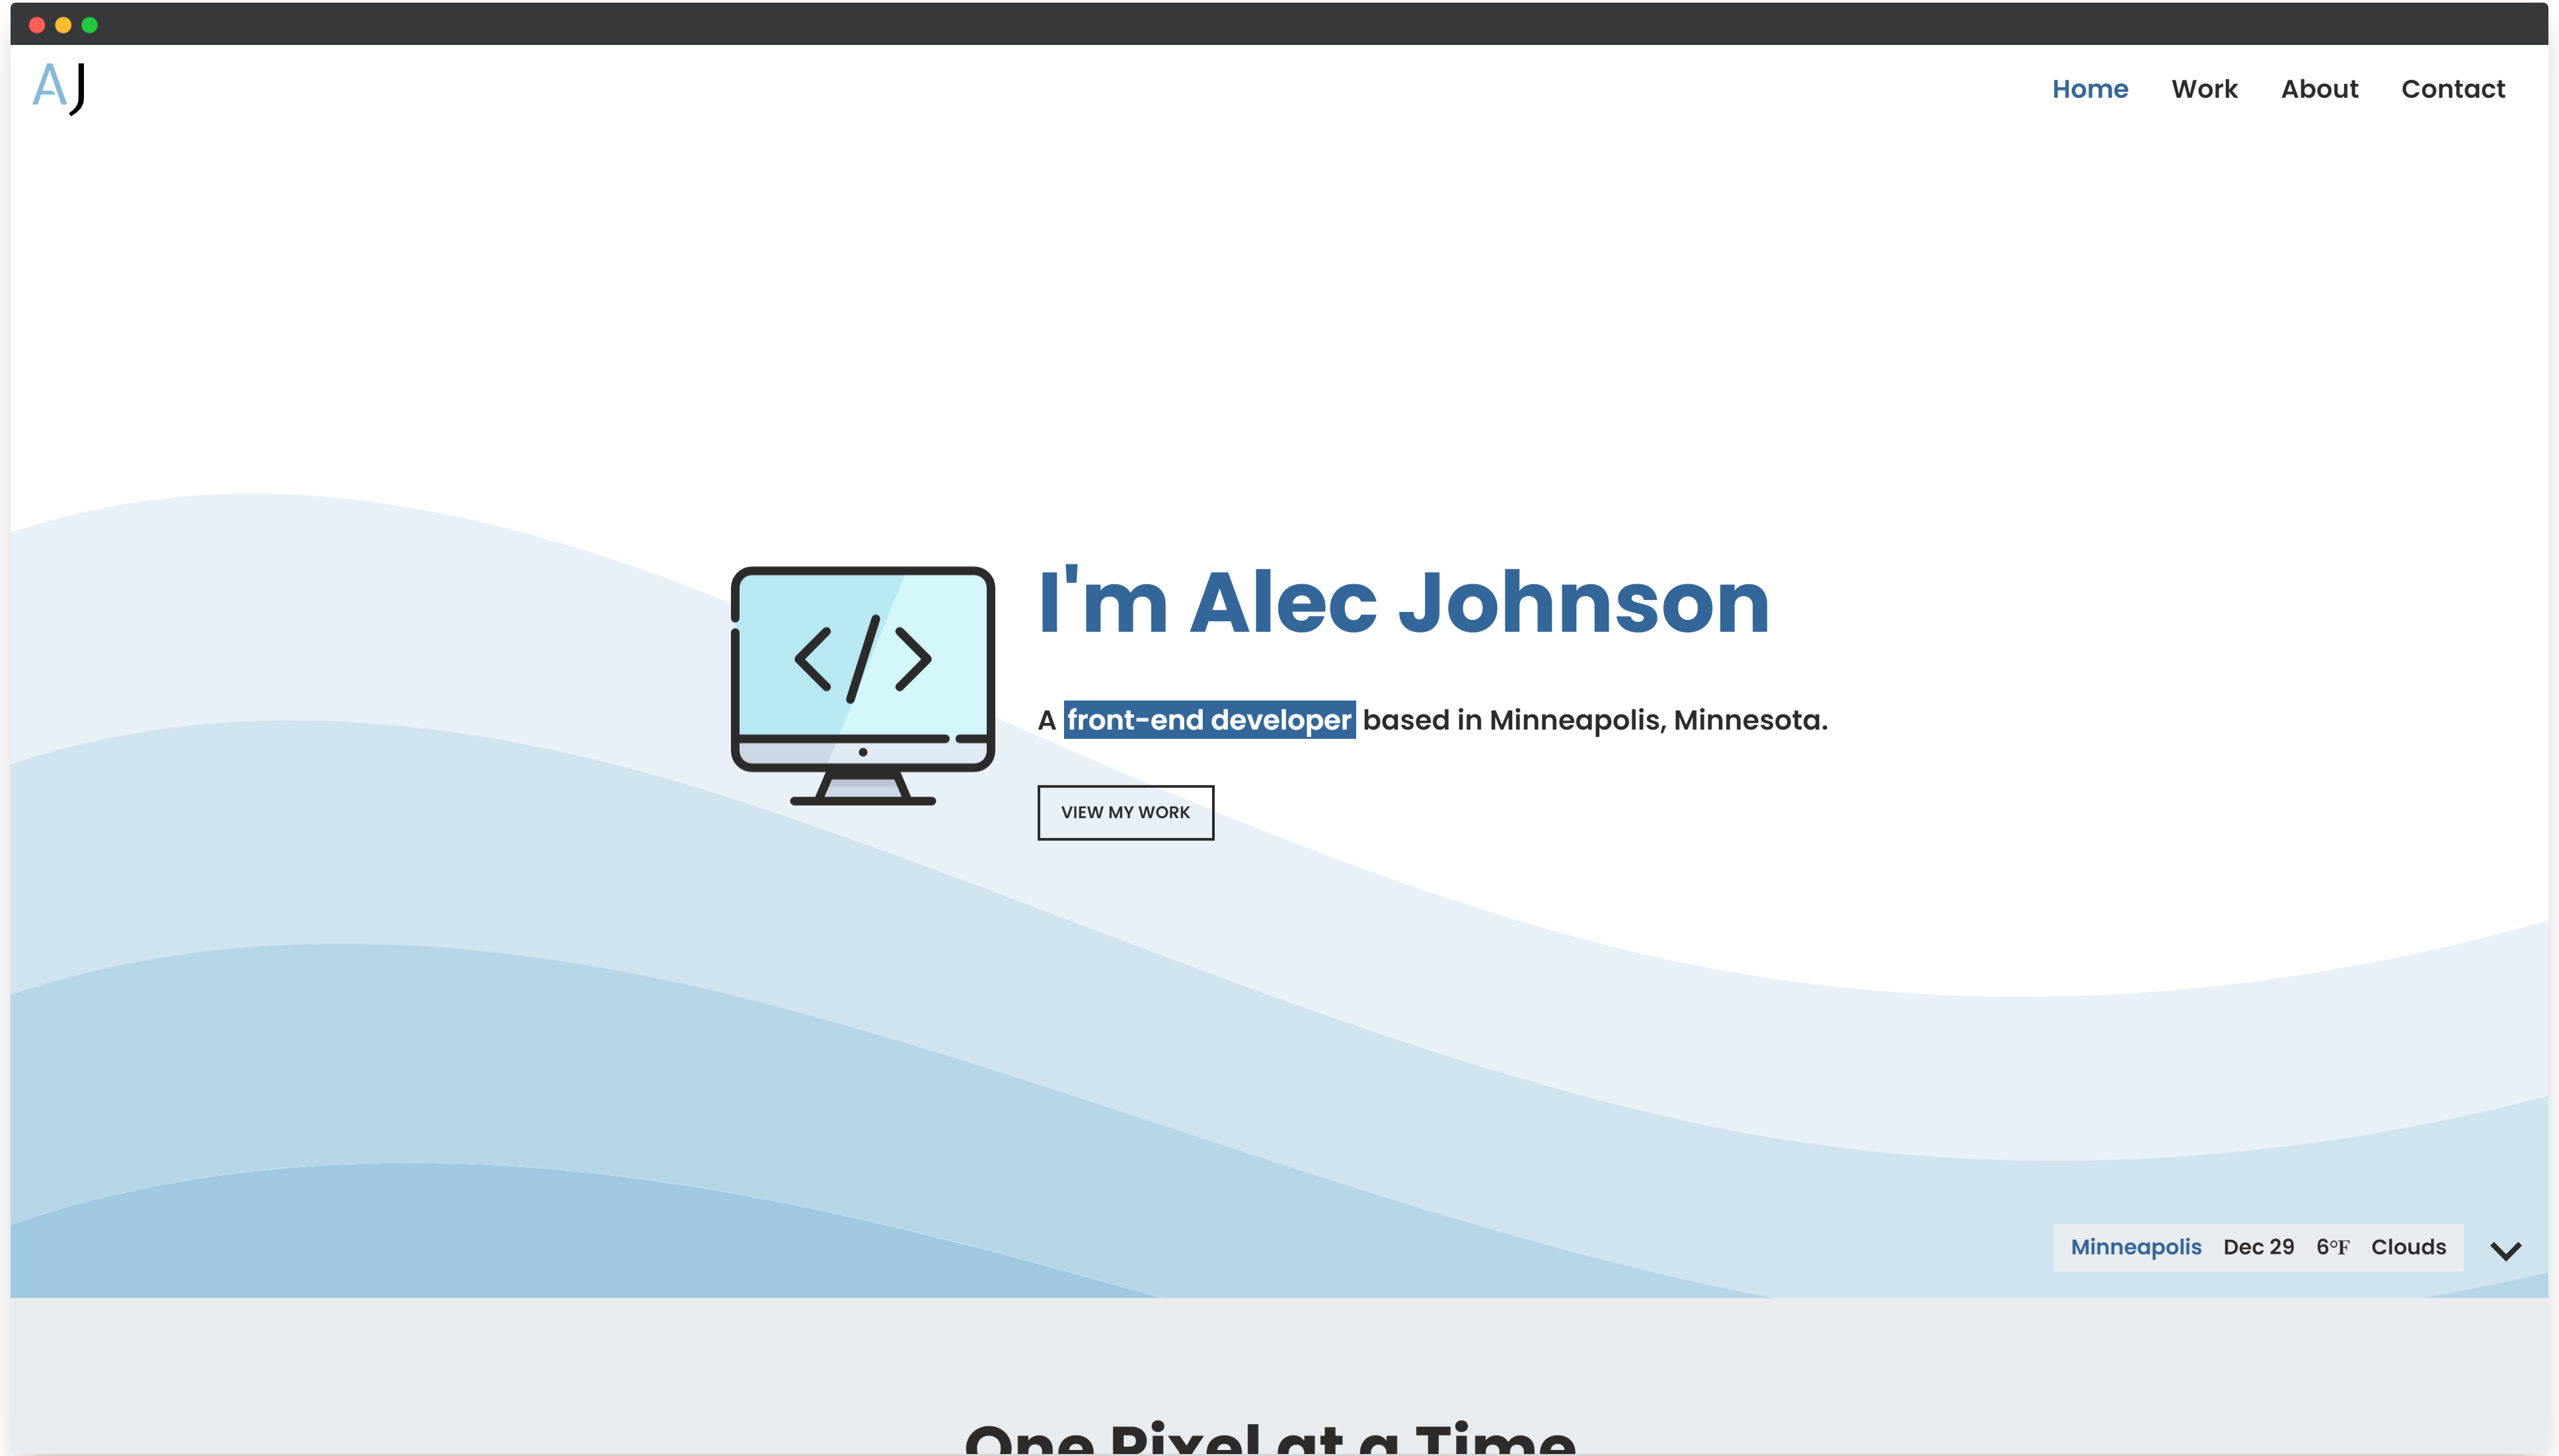 AJ
Home Work About Contact
I'm Alec Johnson
</>
A front-end developer based in Minneapolis, Minnesota.
VIEW MY WORK
Minneapolis Dec 29 6°F Clouds
One Pixel at a Time